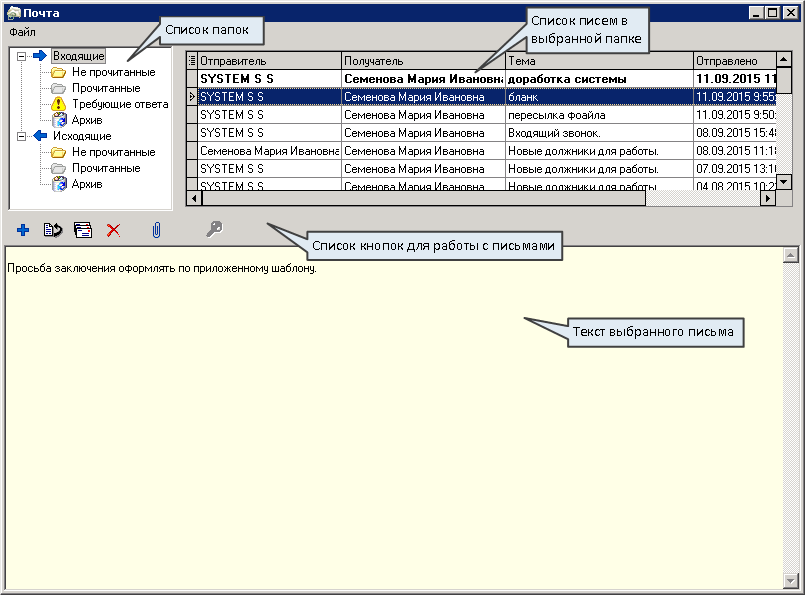 Почта
Файл
Список папок
Список писем в
выбранной папке
Входящие
Не прочитанные
Прочитанные
Требующие ответа
Архив
Исходящие
Не прочитанные
Прочитанные
Архив
Отправитель Получатель Тема Отправлено
SYSTEM S S Семенова Мария Ивановна доработка системы 11.09.2015 11
SYSTEM S S Семенова Мария Ивановна бланк 11.09.2015 9:55:
SYSTEM S S Семенова Мария Ивановна пересылка фоайла 11.09.2015 9:50:
SYSTEM S S Семенова Мария Ивановна Входящий звонок. 08.09.2015 15:48
Семенова Мария Ивановна Семенова Мария Ивановна Новые должники для работы. 08.09.2015 11:18
SYSTEM S S Семенова Мария Ивановна Новые должники для работы. 07.09.2015 13:10
SYSTEM S S Семенова Мария Ивановна Новые должники для работы. 04.08.2015 10:2
Список кнопок для работы с письмами
Просьба заключения оформлять по приложенному шаблону.
Текст выбранного письма